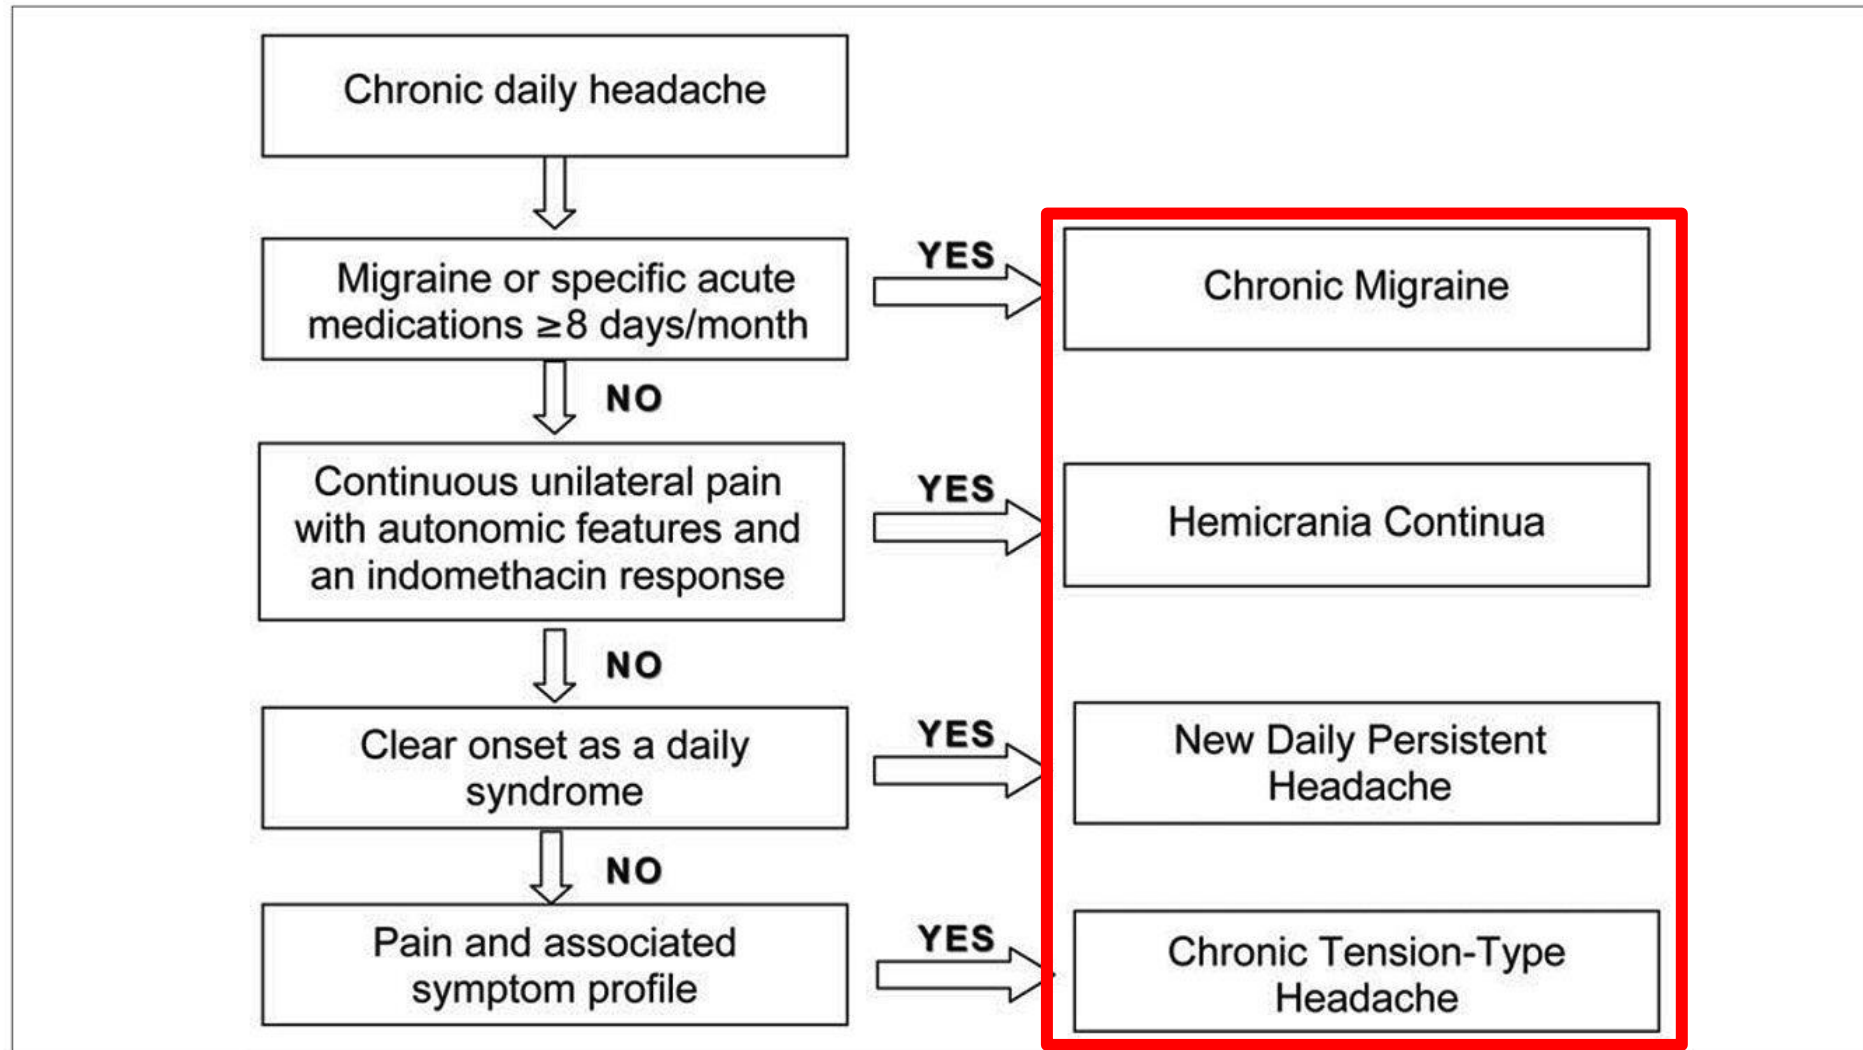 Chronic daily headache
Migraine or specific acute
medications ≥8 days/month
YES
Chronic Migraine
NO
Continuous unilateral pain
with autonomic features and
an indomethacin response
YES
Hemicrania Continua
NO
Clear onset as a daily
syndrome
YES
New Daily Persistent
Headache
NO
Pain and associated
symptom profile
YES
Chronic Tension-Type
Headache